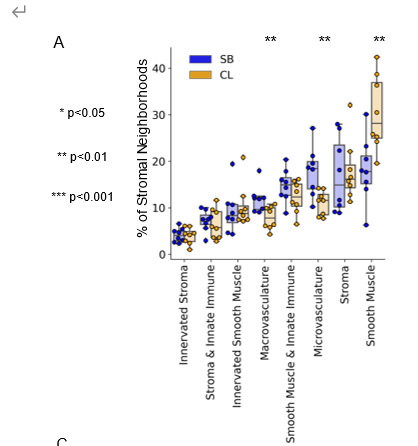 A
** ** **
SB
CL
* p<0.05
** p<0.01
*** p<0.001
% of Stromal Neighborhoods
40
30
20
10
0
Innervated Stroma
Stroma & Innate Immune
Innervated Smooth Muscle
Macrovasculature
Smooth Muscle & Innate Immune
Microvasculature
Stroma
Smooth Muscle
C